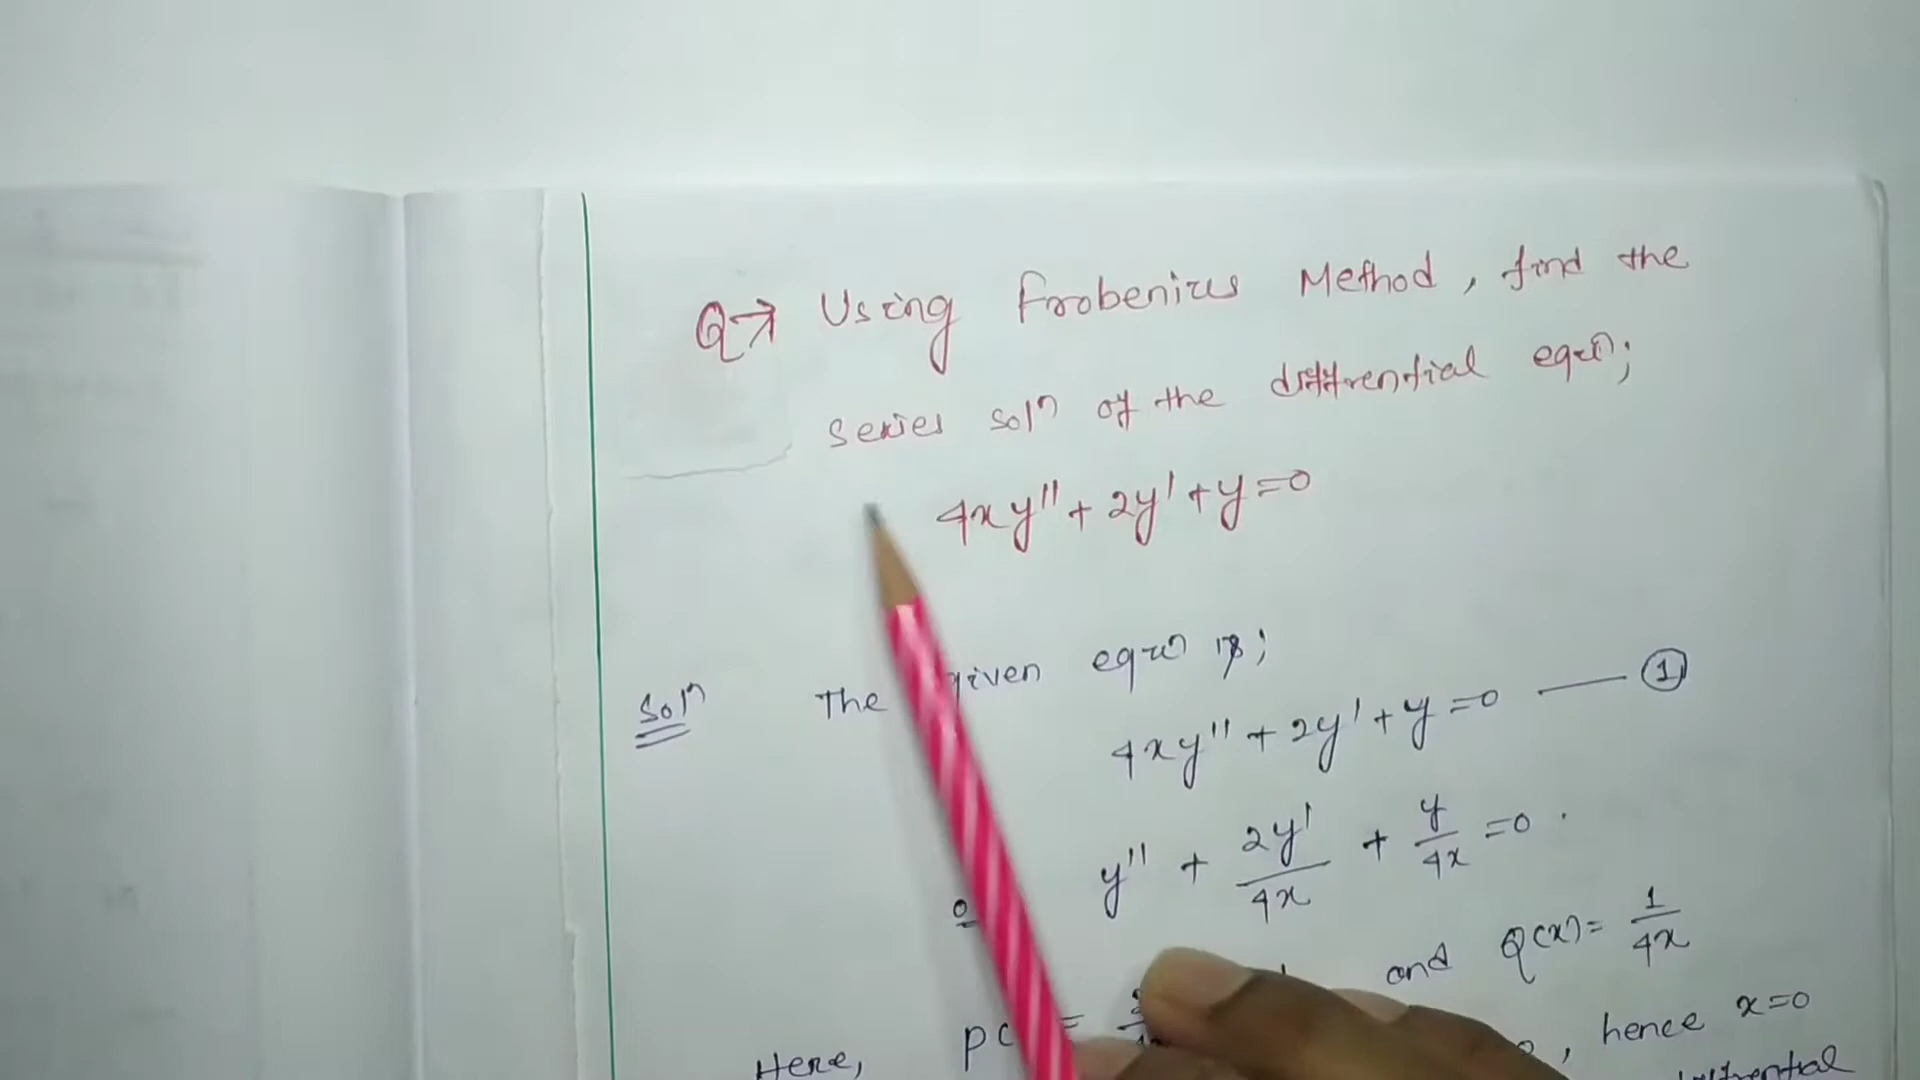 Q→ Using Frobenius Method, find the
series solⁿ of the differential eqⁿ;
4xy'' + 2y' + y = 0
Solⁿ The given eqⁿ is;
4xy'' + 2y' + y = 0 —— ①
y'' + 2y'/4x + y/4x = 0 .
and Q(x) = 1/4x
Here, hence x=0
differential